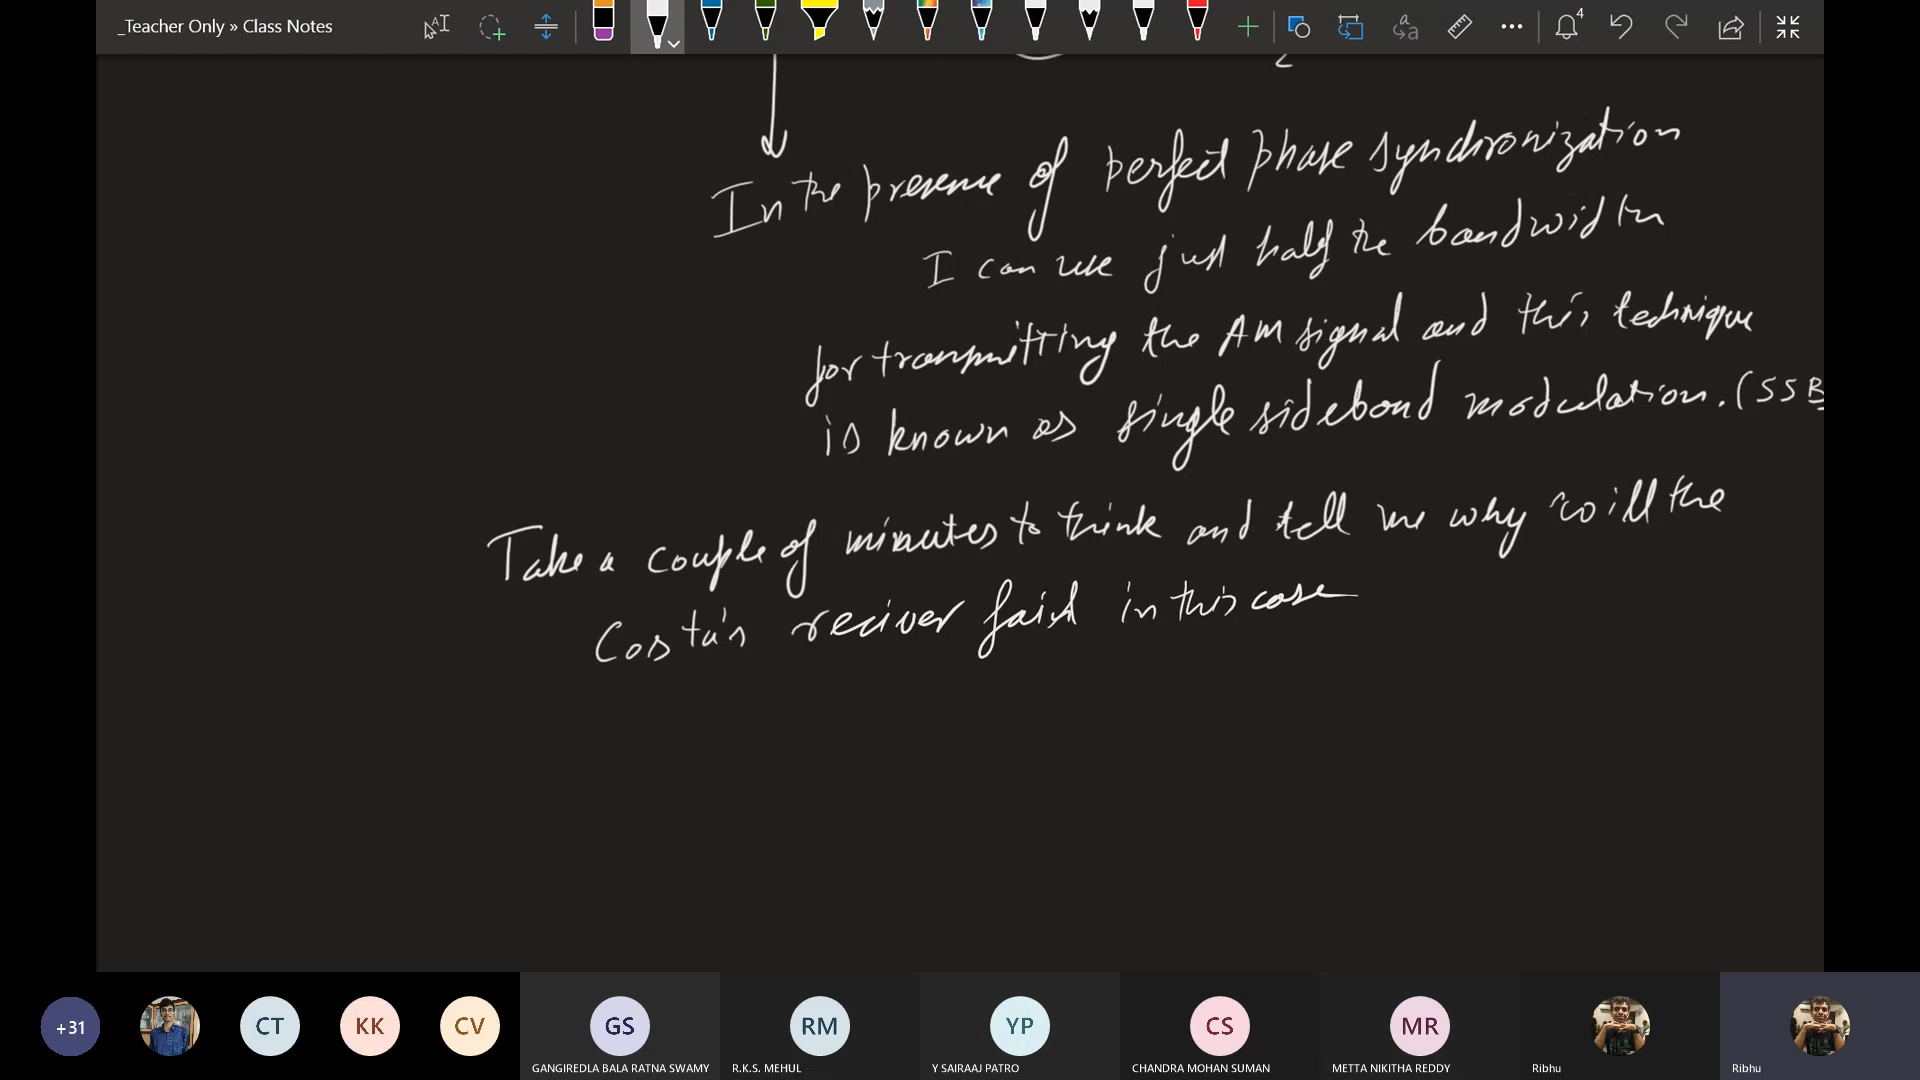 _Teacher Only » Class Notes
4
In the presence of perfect phase synchronization
I can use just half the bandwidth
for transmitting the AM signal and this technique
is known as single sideband modulation. (SSB
Take a couple of minutes to think and tell me why will the
Costa's reciver fail in this case
+31
CT
KK
CV
GS
RM
YP
CS
MR
GANGIREDLA BALA RATNA SWAMY
R.K.S. MEHUL
Y SAIRAAJ PATRO
CHANDRA MOHAN SUMAN
METTA NIKITHA REDDY
Ribhu
Ribhu